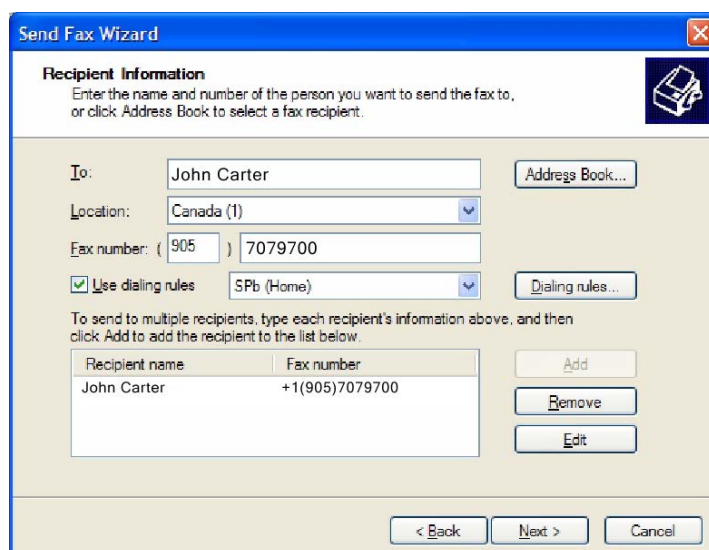 Send Fax Wizard
Recipient Information
Enter the name and number of the person you want to send the fax to,
or click Address Book to select a fax recipient.
To: John Carter Address Book...
Location: Canada (1)
Fax number: ( 905 ) 7079700
Use dialing rules SPb (Home) Dialing rules...
To send to multiple recipients, type each recipient's information above, and then
click Add to add the recipient to the list below.
Recipient name Fax number Add
John Carter +1(905)7079700
Remove
Edit
< Back Next > Cancel